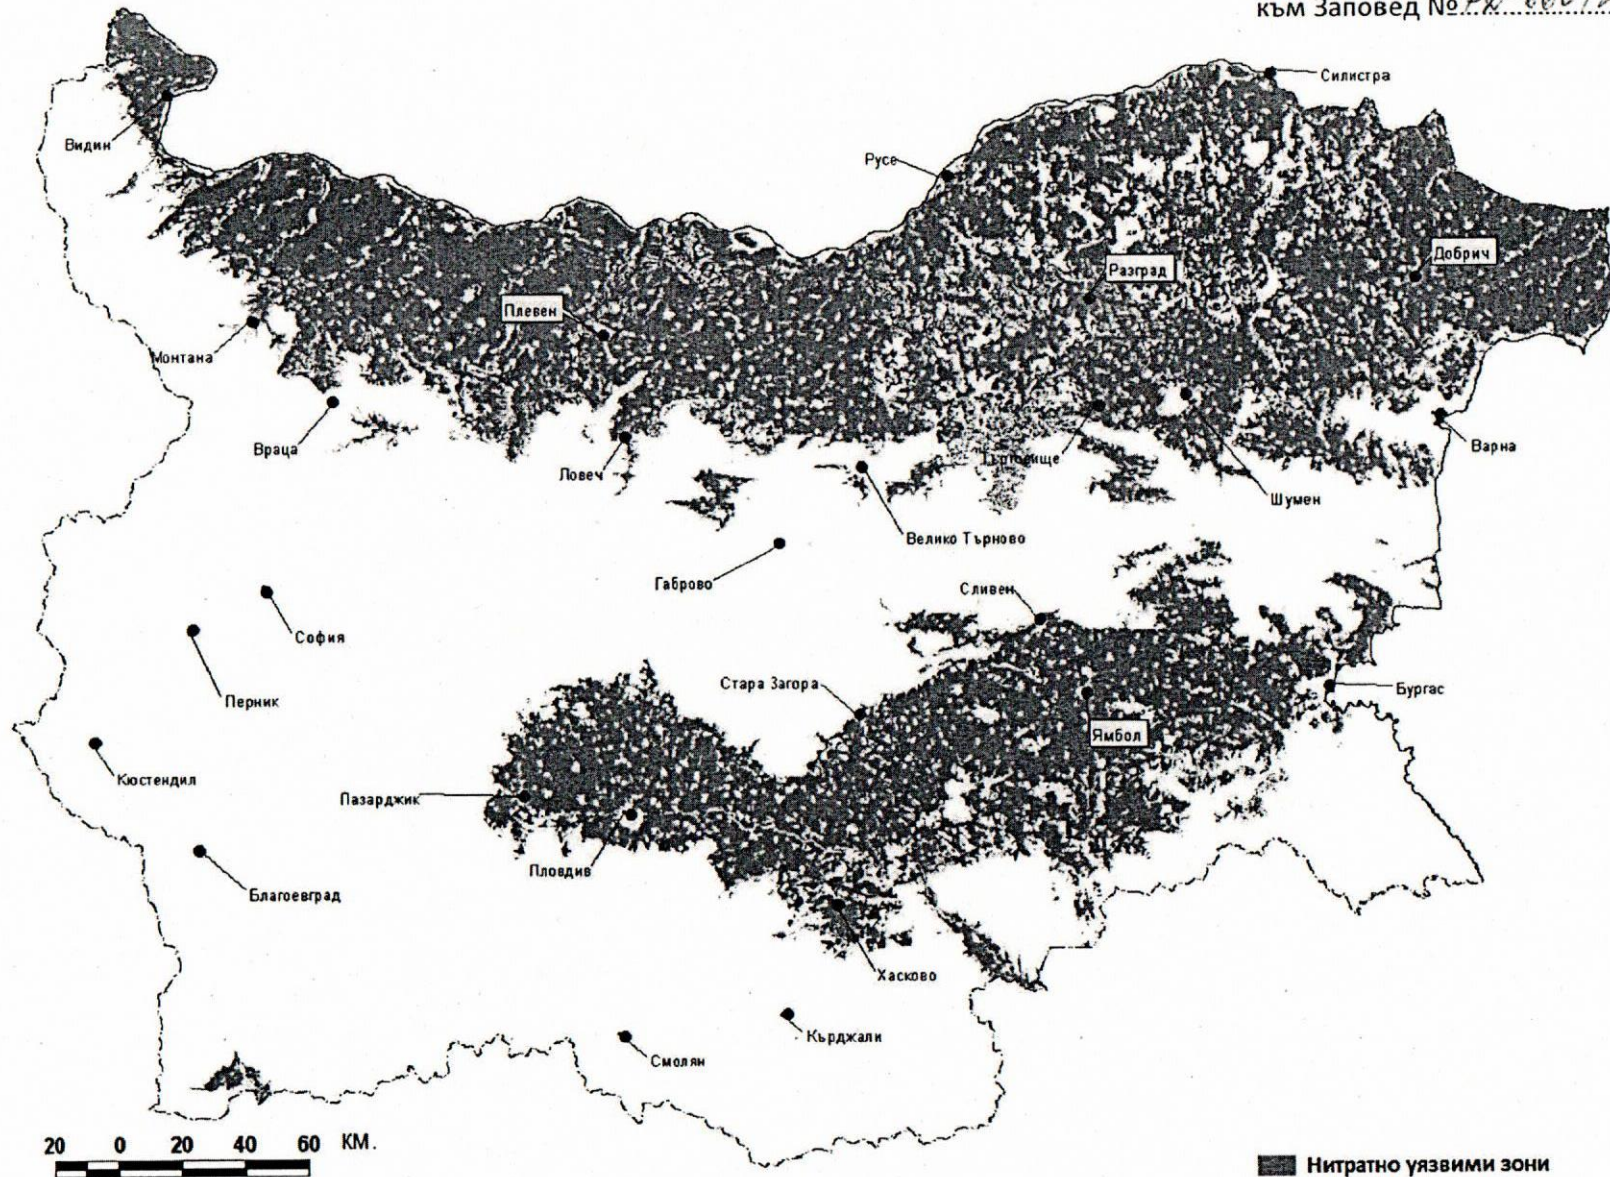 към Заповед №
Силистра
Видин
Русе
Добрич
Разград
Плевен
Монтана
Враца
Ловеч
Варна
Шумен
Велико Търново
Габрово
Сливен
София
Перник
Стара Загора
Бургас
Ямбол
Кюстендил
Пазарджик
Пловдив
Благоевград
Хасково
Кърджали
Смолян
20 0 20 40 60 КМ.
Нитратно уязвими зони